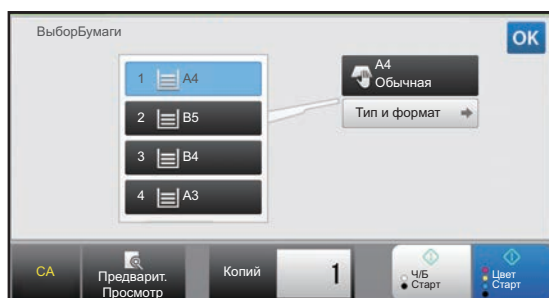 ВыборБумаги
OK
1 A4
2 B5
3 B4
4 A3
A4
Обычная
Тип и формат
CA
Предварит.
Просмотр
Копий
1
Ч/Б
Старт
Цвет
Старт